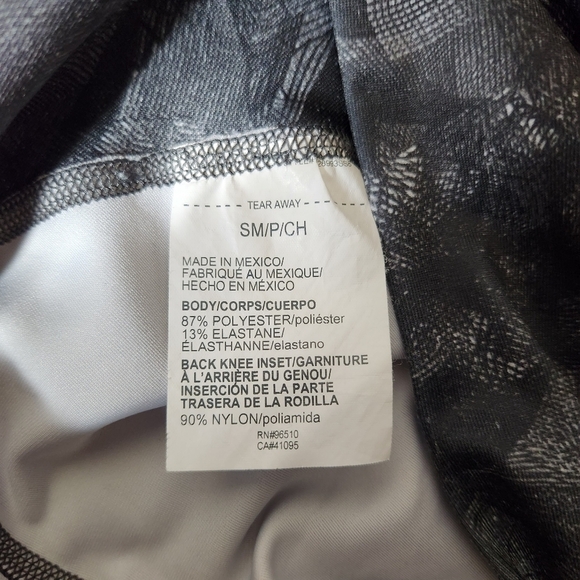 ----- TEAR AWAY -----
SM/P/CH
MADE IN MEXICO/
FABRIQUÉ AU MEXIQUE/
HECHO EN MÉXICO
BODY/CORPS/CUERPO
87% POLYESTER/poliéster
13% ELASTANE/
ÉLASTHANNE/elastano
BACK KNEE INSET/GARNITURE
À L'ARRIÈRE DU GENOU/
INSERCIÓN DE LA PARTE
TRASERA DE LA RODILLA
90% NYLON/poliamida
RN#96510
CA#41095